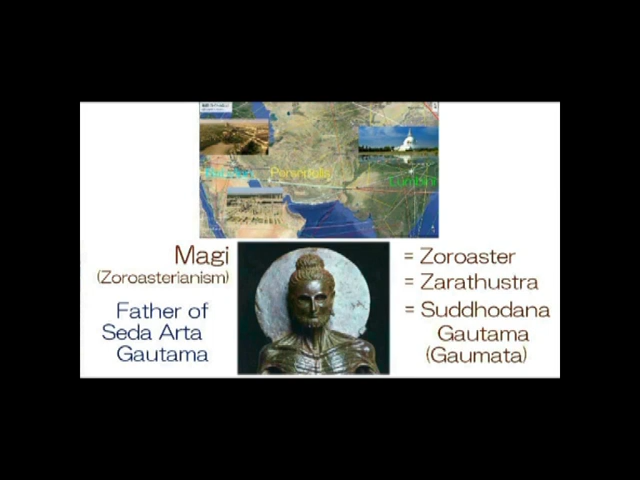 Persepolis
Lumbini
Magi
(Zoroasterianism)
Father of
Seda Arta
Gautama
= Zoroaster
= Zarathustra
= Suddhodana
Gautama
(Gaumata)